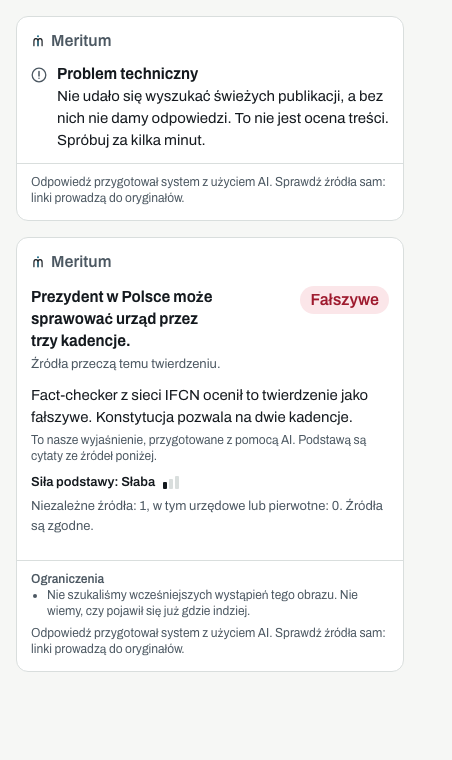 Meritum
Problem techniczny
Nie udało się wyszukać świeżych publikacji, a bez
nich nie damy odpowiedzi. To nie jest ocena treści.
Spróbuj za kilka minut.
Odpowiedź przygotował system z użyciem AI. Sprawdź źródła sam:
linki prowadzą do oryginałów.
Meritum
Prezydent w Polsce może
sprawować urząd przez
trzy kadencje.
Fałszywe
Źródła przeczą temu twierdzeniu.
Fact-checker z sieci IFCN ocenił to twierdzenie jako
fałszywe. Konstytucja pozwala na dwie kadencje.
To nasze wyjaśnienie, przygotowane z pomocą AI. Podstawą są
cytaty ze źródeł poniżej.
Siła podstawy: Słaba
Niezależne źródła: 1, w tym urzędowe lub pierwotne: 0. Źródła
są zgodne.
Ograniczenia
• Nie szukaliśmy wcześniejszych wystąpień tego obrazu. Nie
wiemy, czy pojawił się już gdzie indziej.
Odpowiedź przygotował system z użyciem AI. Sprawdź źródła sam:
linki prowadzą do oryginałów.